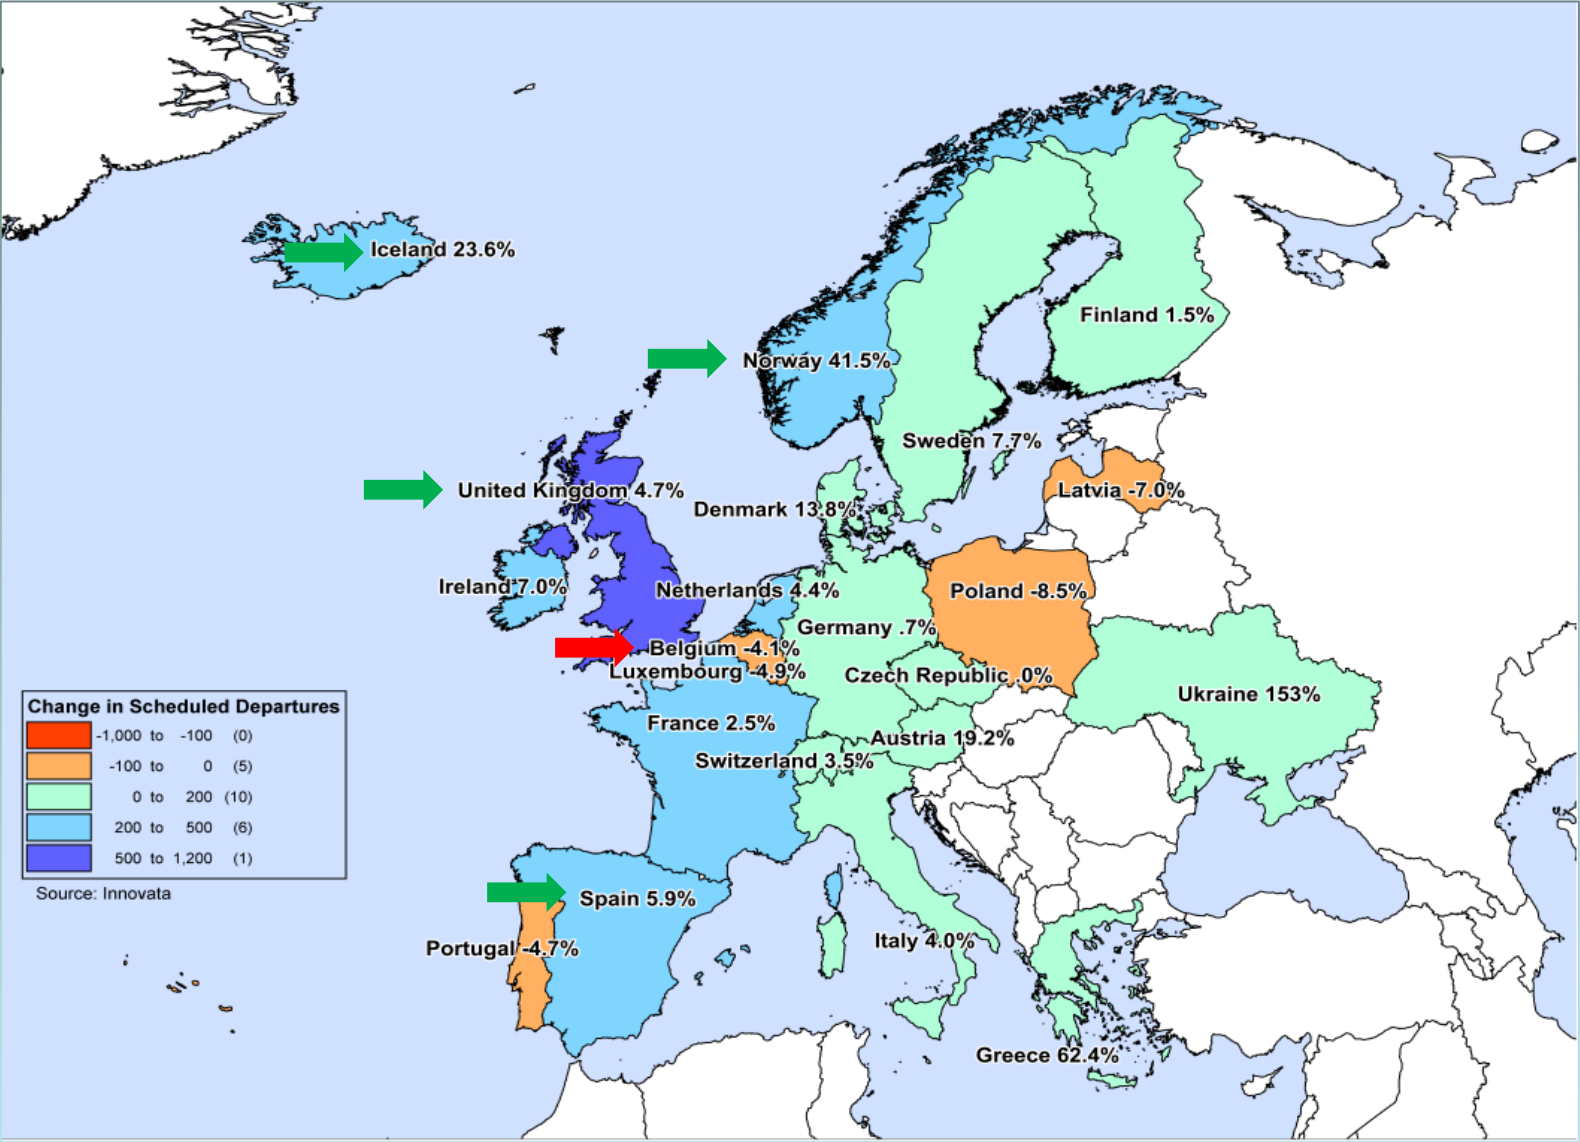 Iceland 23.6%
Finland 1.5%
Norway 41.5%
Sweden 7.7%
United Kingdom 4.7%
Latvia -7.0%
Denmark 13.8%
Ireland 7.0%
Netherlands 4.4%
Poland -8.5%
Germany .7%
Belgium -4.1%
Luxembourg -4.9%
Czech Republic .0%
Ukraine 153%
France 2.5%
Austria 19.2%
Switzerland 3.5%
Spain 5.9%
Italy 4.0%
Portugal -4.7%
Greece 62.4%
Change in Scheduled Departures
-1,000 to -100 (0)
-100 to 0 (5)
0 to 200 (10)
200 to 500 (6)
500 to 1,200 (1)
Source: Innovata